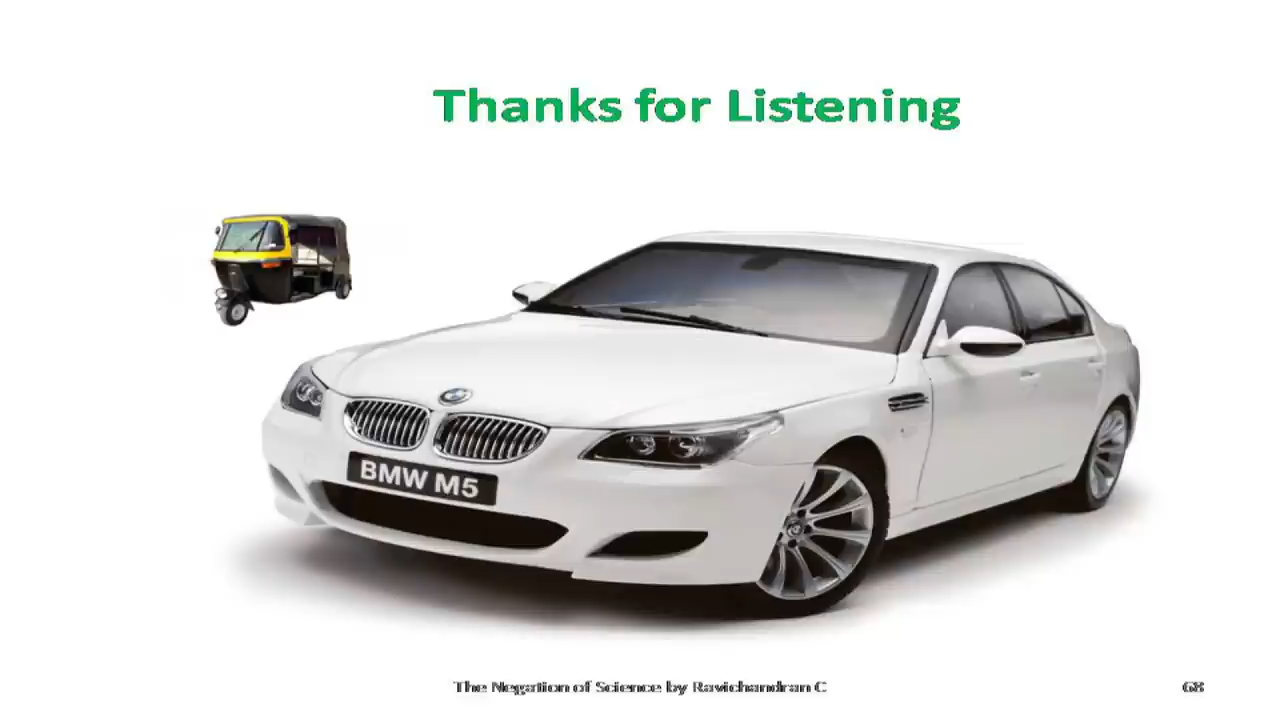 Thanks for Listening
BMW M5
The Negation of Science by Ravichandran C
68